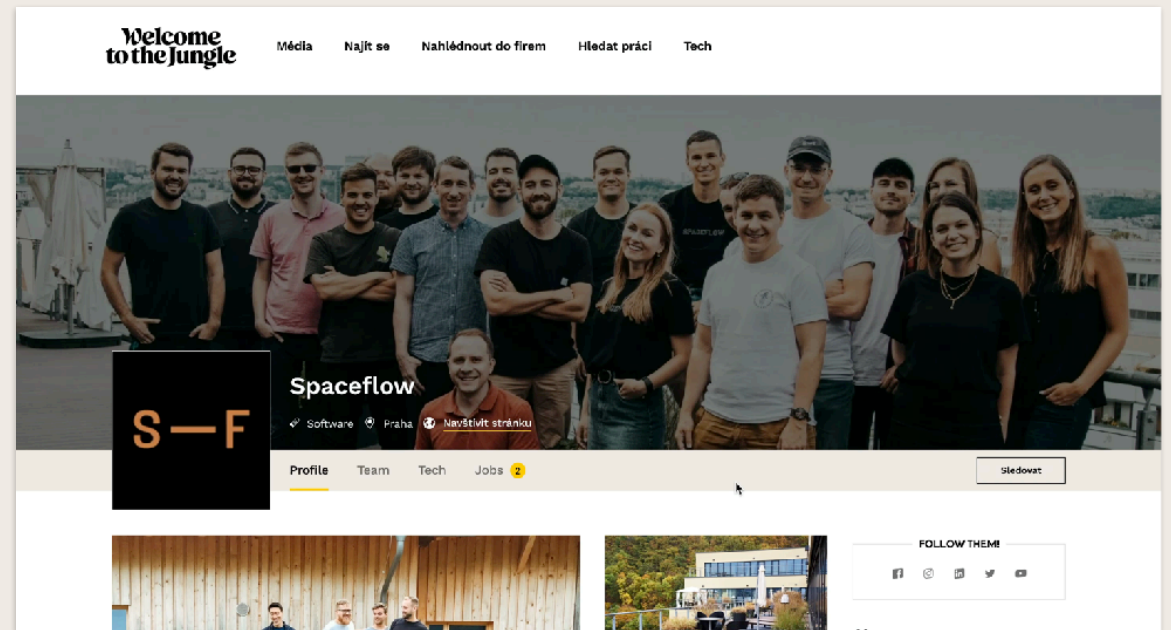 Welcome
to the Jungle
Média Najít se Nahlédnout do firem Hledat práci Tech
SPACEFLOW
Spaceflow
Software Praha Navštívit stránku
S—F
Profile Team Tech Jobs 2
Sledovat
FOLLOW THEM!